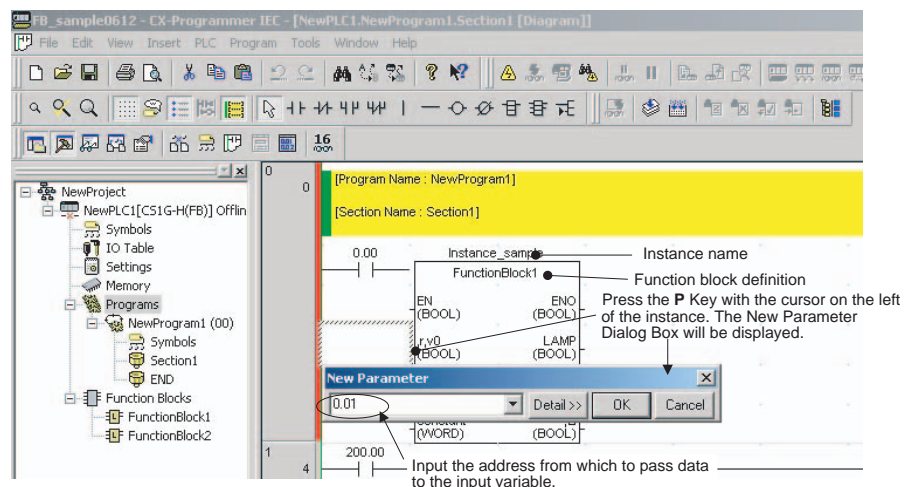 FB_sample0612 - CX-Programmer IEC - [NewPLC1.NewProgram1.Section1 [Diagram]]
File Edit View Insert PLC Program Tools Window Help
16
NewProject
NewPLC1[CS1G-H(FB)] Offlin
Symbols
IO Table
Settings
Memory
Programs
NewProgram1 (00)
Symbols
Section1
END
Function Blocks
FunctionBlock1
FunctionBlock2
0
0
[Program Name : NewProgram1]
[Section Name : Section1]
0.00
Instance_sample
Instance name
FunctionBlock1
Function block definition
EN
(BOOL)
ENO
(BOOL)
Press the P Key with the cursor on the left
of the instance. The New Parameter
Dialog Box will be displayed.
r,v0
(BOOL)
LAMP
(BOOL)
New Parameter
0.01
Detail >>
OK
Cancel
(WORD)
(BOOL)
1
4
200.00
Input the address from which to pass data
to the input variable.